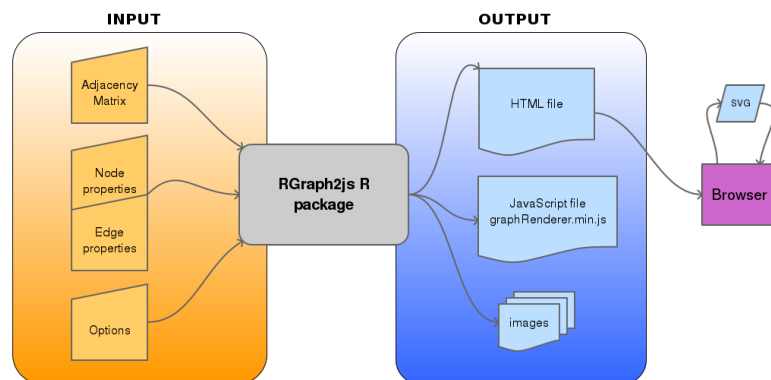 INPUT
OUTPUT
Adjacency
Matrix
Node
properties
Edge
properties
Options
RGraph2js R
package
HTML file
JavaScript file
graphRenderer.min.js
images
SVG
Browser